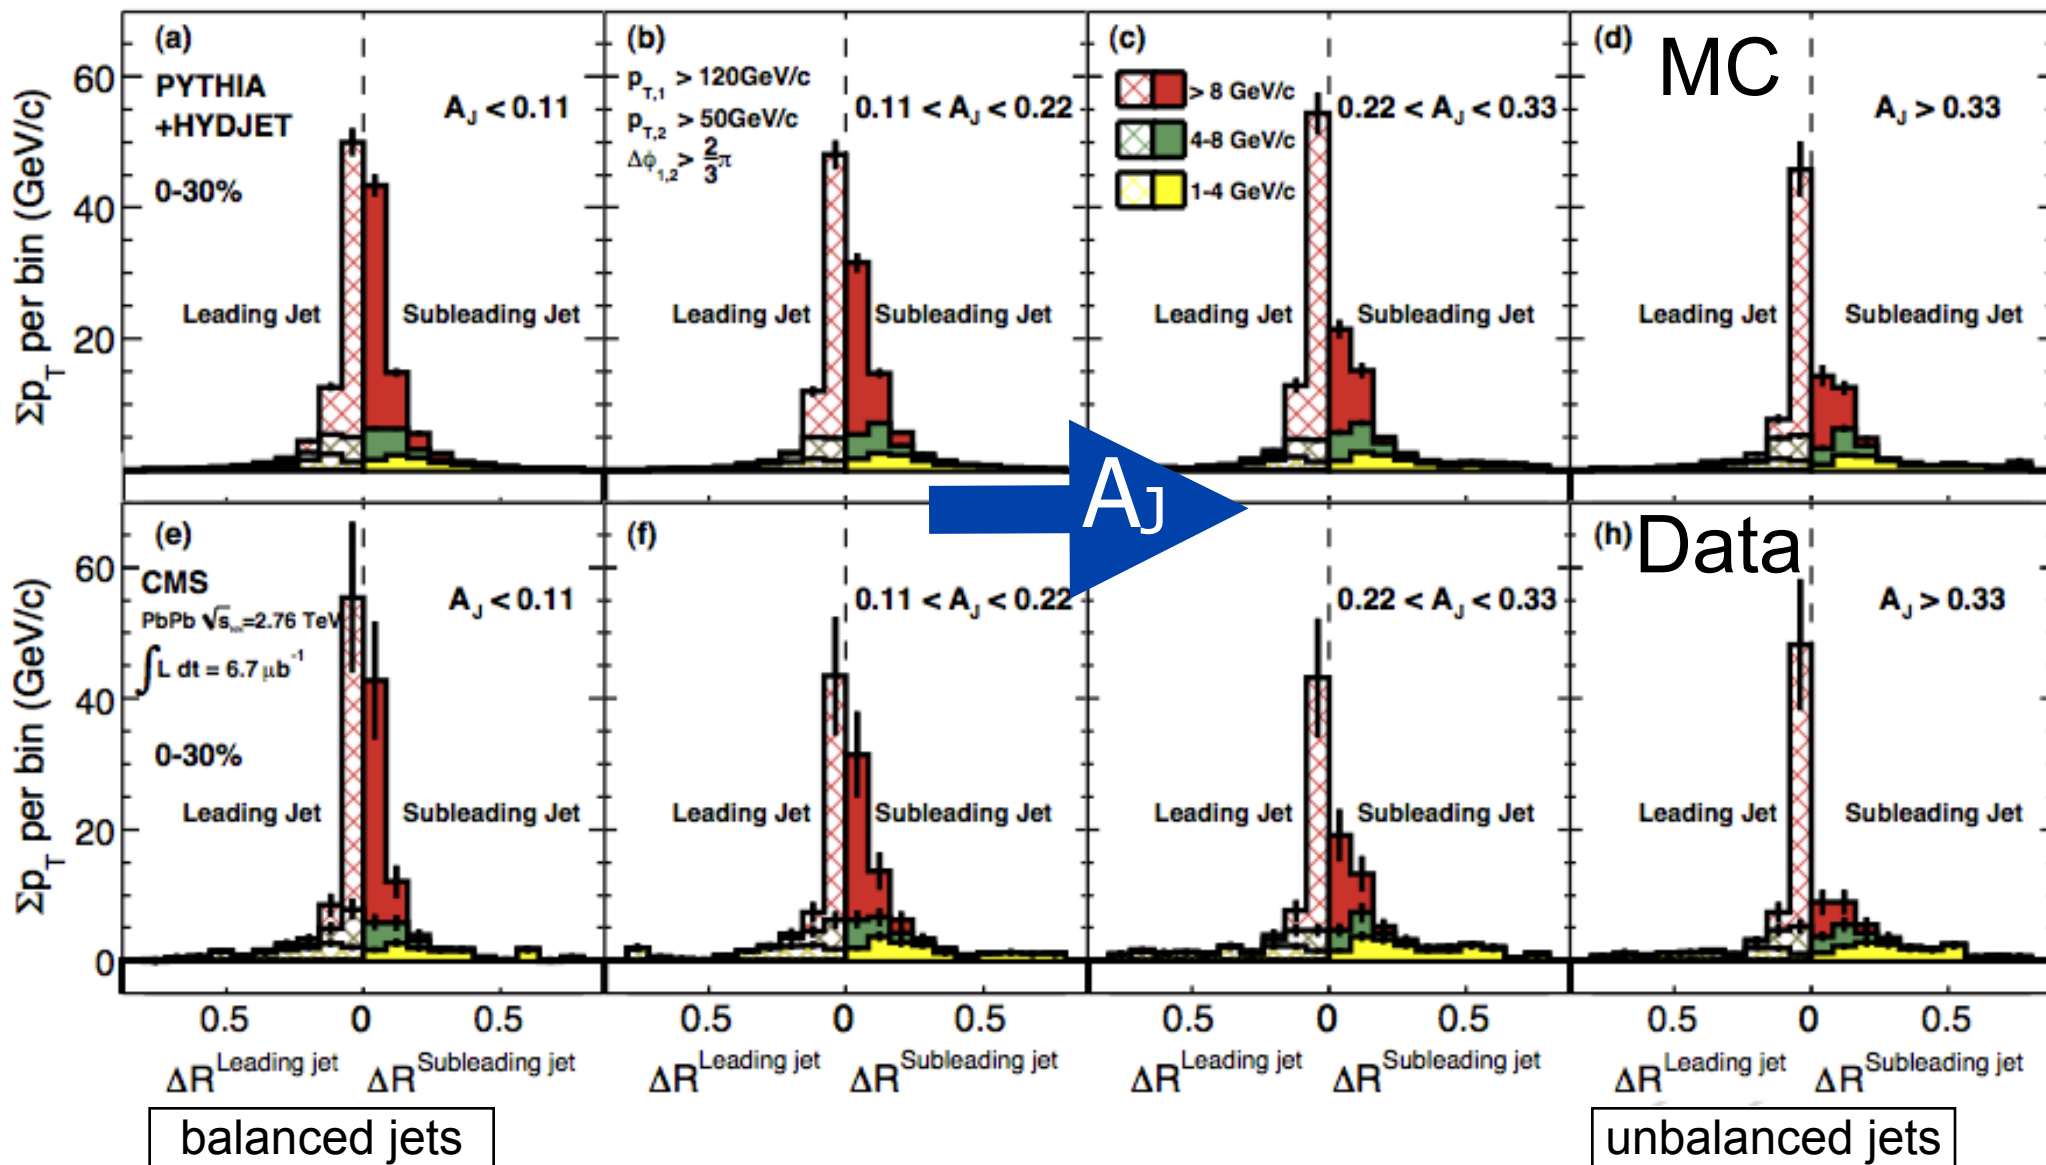 (a)
PYTHIA
+HYDJET
0-30%
A_J < 0.11
Leading Jet
Subleading Jet
(b)
p_T,1 > 120GeV/c
p_T,2 > 50GeV/c
Δϕ_1,2 > 2/3 π
0.11 < A_J < 0.22
Leading Jet
Subleading Jet
(c)
> 8 GeV/c
4-8 GeV/c
1-4 GeV/c
0.22 < A_J < 0.33
Leading Jet
Subleading Jet
(d)
MC
A_J > 0.33
Leading Jet
Subleading Jet
60
40
20
Σp_T per bin (GeV/c)
AJ
(e)
CMS
PbPb √s_NN=2.76 TeV
∫L dt = 6.7 μb^-1
0-30%
A_J < 0.11
Leading Jet
Subleading Jet
(f)
0.11 < A_J < 0.22
Leading Jet
Subleading Jet
0.22 < A_J < 0.33
Leading Jet
Subleading Jet
(h)
Data
A_J > 0.33
Leading Jet
Subleading Jet
60
40
20
0
Σp_T per bin (GeV/c)
0.5 0 0.5
0.5 0 0.5
0.5 0 0.5
0.5 0 0.5
ΔR^Leading jet ΔR^Subleading jet
ΔR^Leading jet ΔR^Subleading jet
ΔR^Leading jet ΔR^Subleading jet
ΔR^Leading jet ΔR^Subleading jet
balanced jets
unbalanced jets